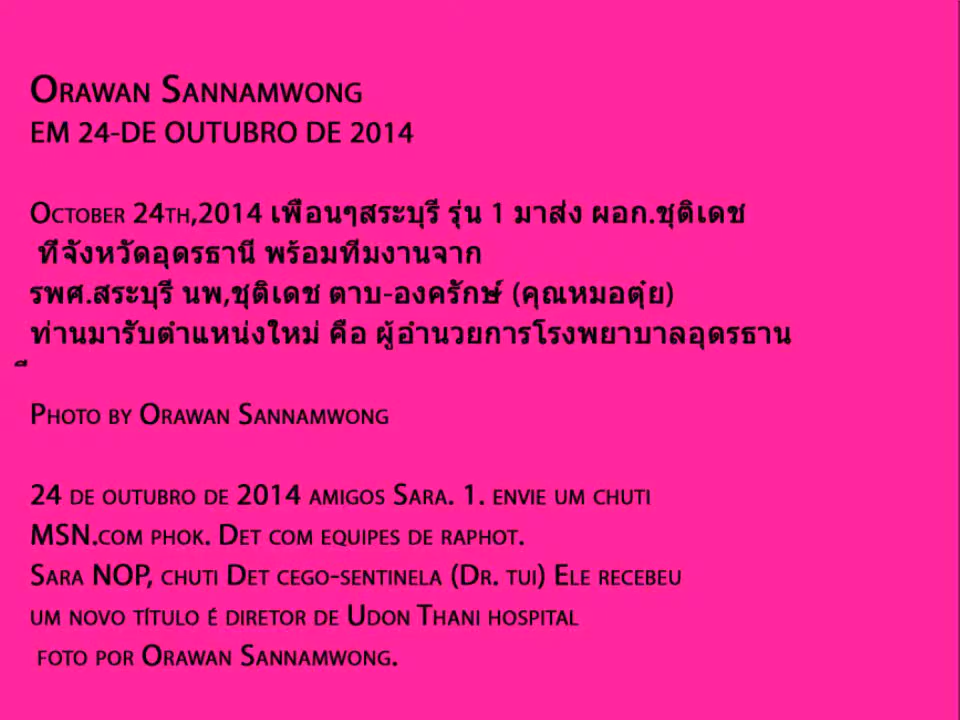 Orawan Sannamwong
EM 24-DE OUTUBRO DE 2014
October 24th,2014 เพื่อนๆสระบุรี รุ่น 1 มาส่ง ผอก.ชุติเดช
ที่จังหวัดอุดรธานี พร้อมทีมงานจาก
รพศ.สระบุรี นพ,ชุติเดช ตาบ-องครักษ์ (คุณหมอตุ๋ย)
ท่านมารับตำแหน่งใหม่ คือ ผู้อำนวยการโรงพยาบาลอุดรธาน
ี
Photo by Orawan Sannamwong
24 de outubro de 2014 amigos Sara. 1. envie um chuti
MSN.com phok. Det com equipes de raphot.
Sara NOP, chuti Det cego-sentinela (Dr. tui) Ele recebeu
um novo título é diretor de Udon Thani hospital
foto por Orawan Sannamwong.